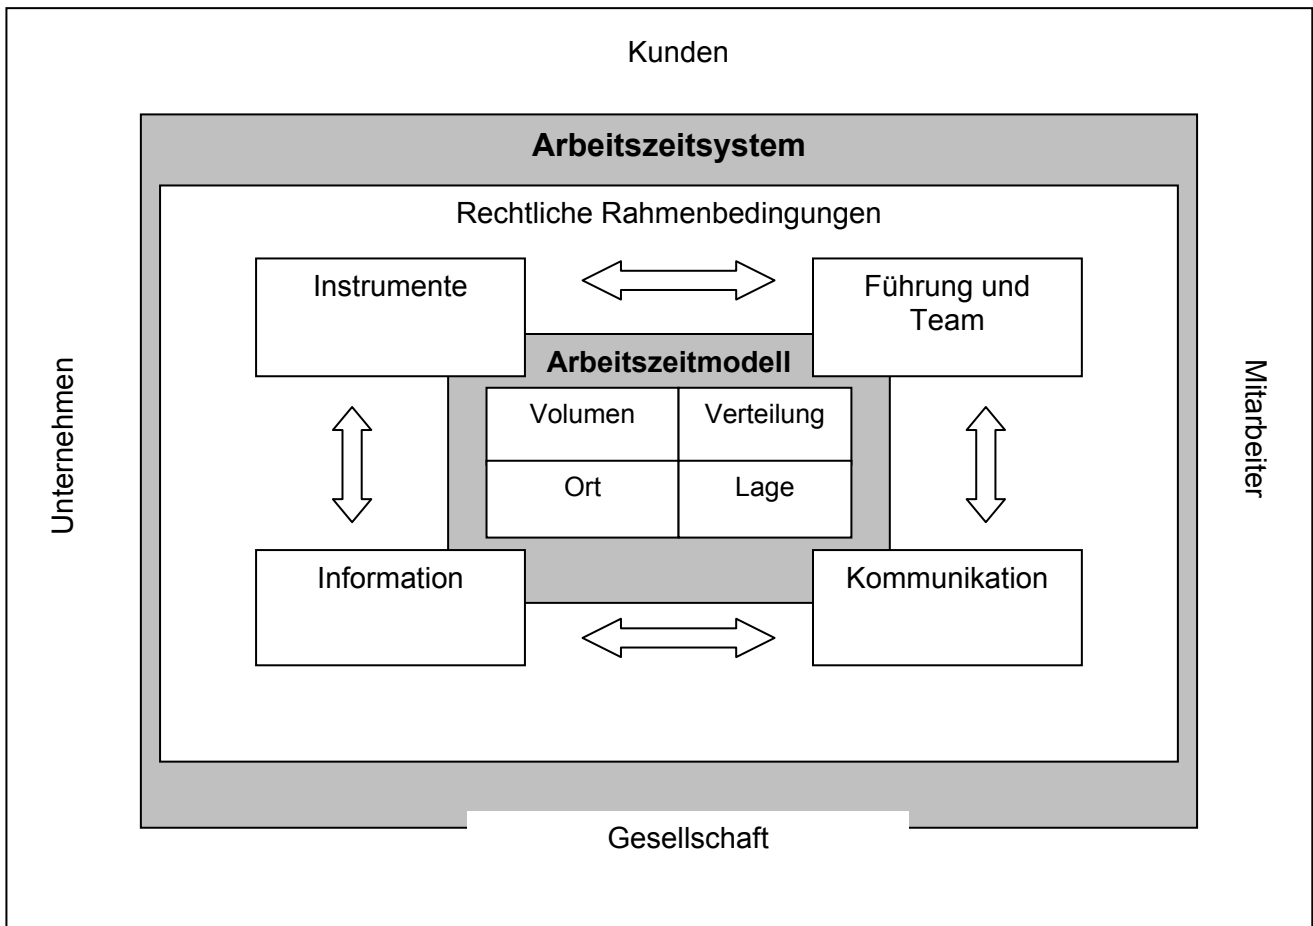 Kunden
Arbeitszeitsystem
Rechtliche Rahmenbedingungen
Instrumente
Führung und
Team
Arbeitszeitmodell
Volumen
Verteilung
Ort
Lage
Information
Kommunikation
Unternehmen
Mitarbeiter
Gesellschaft